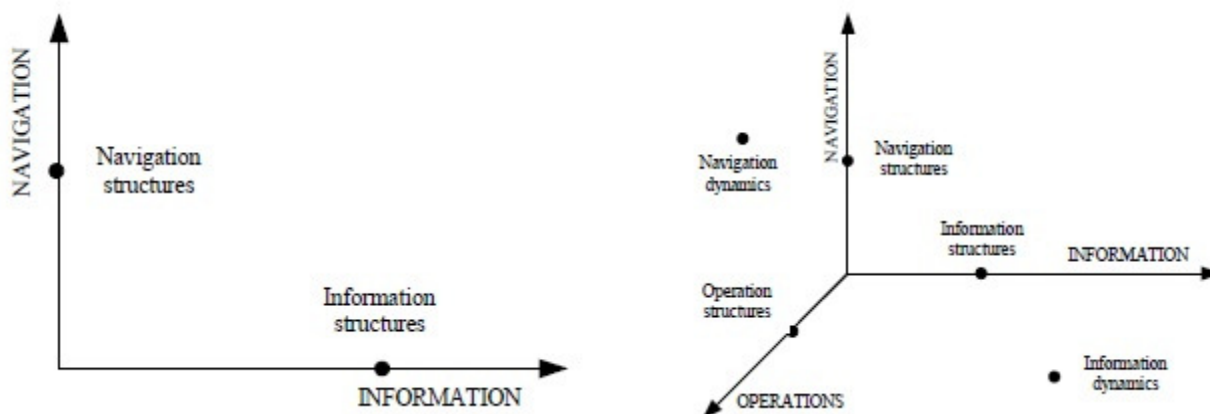 NAVIGATION
Navigation
structures
Information
structures
INFORMATION
NAVIGATION
Navigation
dynamics
Navigation
structures
Information
structures
INFORMATION
Operation
structures
OPERATIONS
Information
dynamics